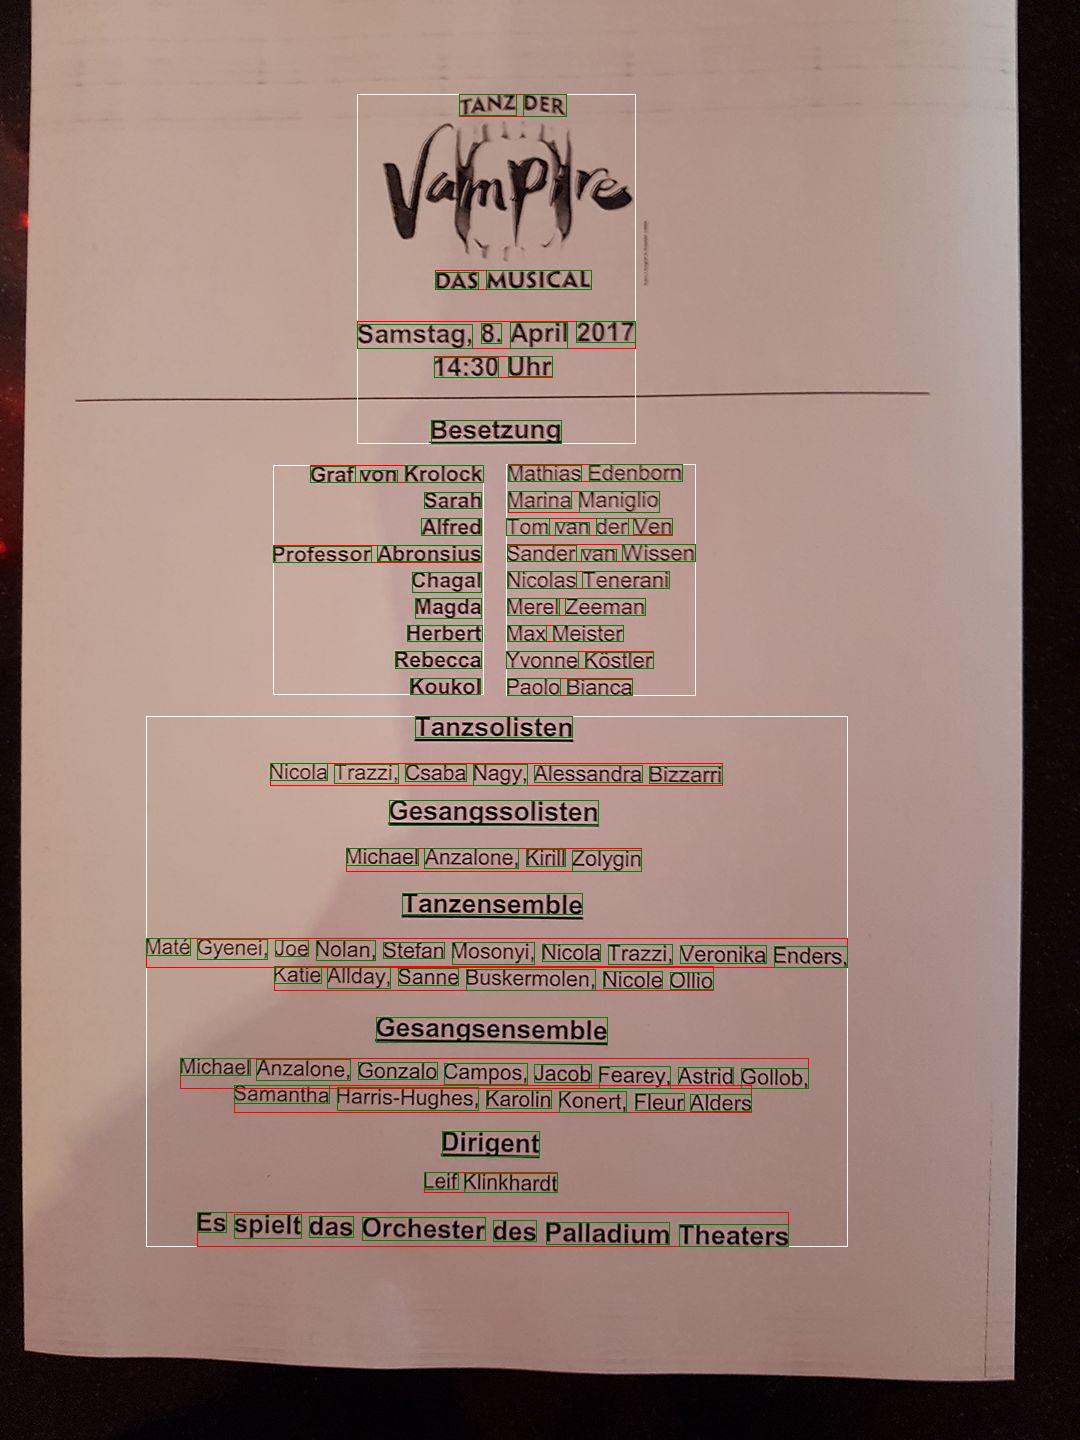 TANZ DER
Vampire
DAS MUSICAL
Samstag, 8. April 2017
14:30 Uhr
Besetzung
Graf von Krolock Mathias Edenborn
Sarah Marina Maniglio
Alfred Tom van der Ven
Professor Abronsius Sander van Wissen
Chagal Nicolas Tenerani
Magda Merel Zeeman
Herbert Max Meister
Rebecca Yvonne Köstler
Koukol Paolo Bianca
Tanzsolisten
Nicola Trazzi, Csaba Nagy, Alessandra Bizzarri
Gesangssolisten
Michael Anzalone, Kirill Zolygin
Tanzensemble
Maté Gyenei, Joe Nolan, Stefan Mosonyi, Nicola Trazzi, Veronika Enders,
Katie Allday, Sanne Buskermolen, Nicole Ollio
Gesangsensemble
Michael Anzalone, Gonzalo Campos, Jacob Fearey, Astrid Gollob,
Samantha Harris-Hughes, Karolin Konert, Fleur Alders
Dirigent
Leif Klinkhardt
Es spielt das Orchester des Palladium Theaters